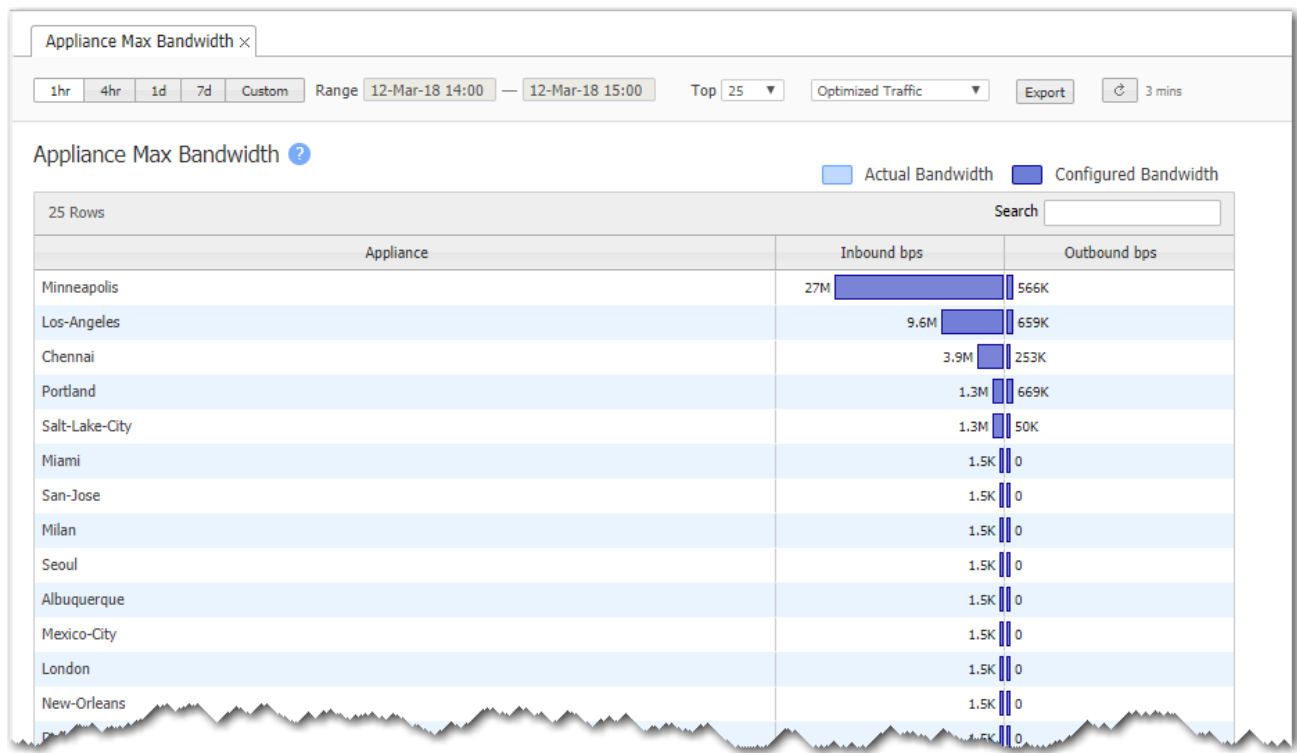 Appliance Max Bandwidth ×
1hr 4hr 1d 7d Custom Range 12-Mar-18 14:00 — 12-Mar-18 15:00 Top 25 Optimized Traffic Export 3 mins
Appliance Max Bandwidth ?
Actual Bandwidth Configured Bandwidth
25 Rows Search
Appliance Inbound bps Outbound bps
Minneapolis 27M 566K
Los-Angeles 9.6M 659K
Chennai 3.9M 253K
Portland 1.3M 669K
Salt-Lake-City 1.3M 50K
Miami 1.5K 0
San-Jose 1.5K 0
Milan 1.5K 0
Seoul 1.5K 0
Albuquerque 1.5K 0
Mexico-City 1.5K 0
London 1.5K 0
New-Orleans 1.5K 0
1.5K 0